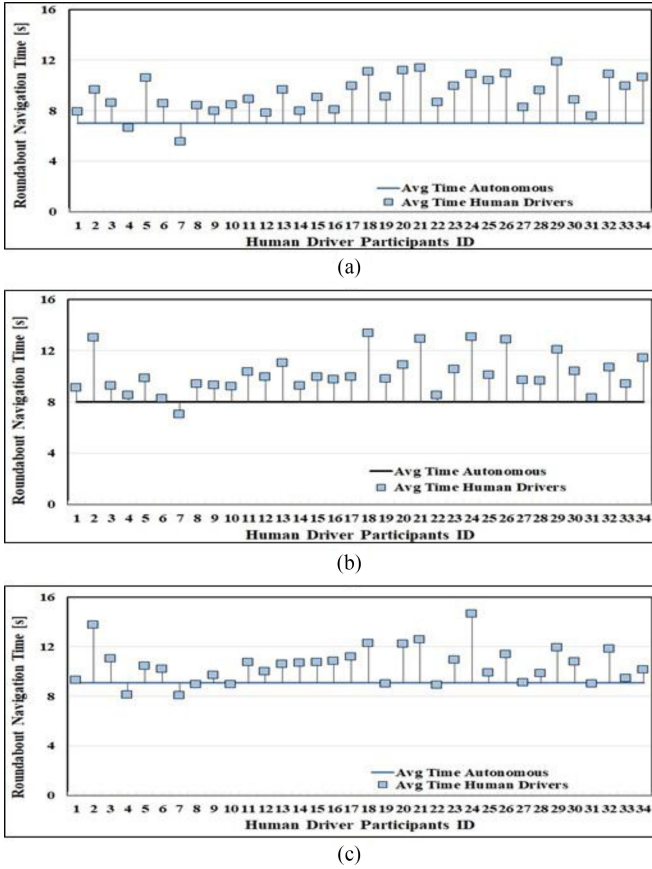 Roundabout Navigation Time [s]
16
12
8
4
0
Avg Time Autonomous
Avg Time Human Drivers
1 2 3 4 5 6 7 8 9 10 11 12 13 14 15 16 17 18 19 20 21 22 23 24 25 26 27 28 29 30 31 32 33 34
Human Driver Participants ID
(a)
Roundabout Navigation Time [s]
16
12
8
4
0
Avg Time Autonomous
Avg Time Human Drivers
1 2 3 4 5 6 7 8 9 10 11 12 13 14 15 16 17 18 19 20 21 22 23 24 25 26 27 28 29 30 31 32 33 34
Human Driver Participants ID
(b)
Roundabout Navigation Time [s]
16
12
8
4
0
Avg Time Autonomous
Avg Time Human Drivers
1 2 3 4 5 6 7 8 9 10 11 12 13 14 15 16 17 18 19 20 21 22 23 24 25 26 27 28 29 30 31 32 33 34
Human Driver Participants ID
(c)